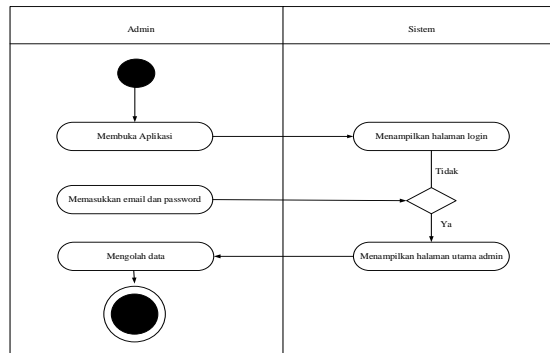 Admin
Sistem
Membuka Aplikasi
Menampilkan halaman login
Tidak
Memasukkan email dan password
Ya
Mengolah data
Menampilkan halaman utama admin